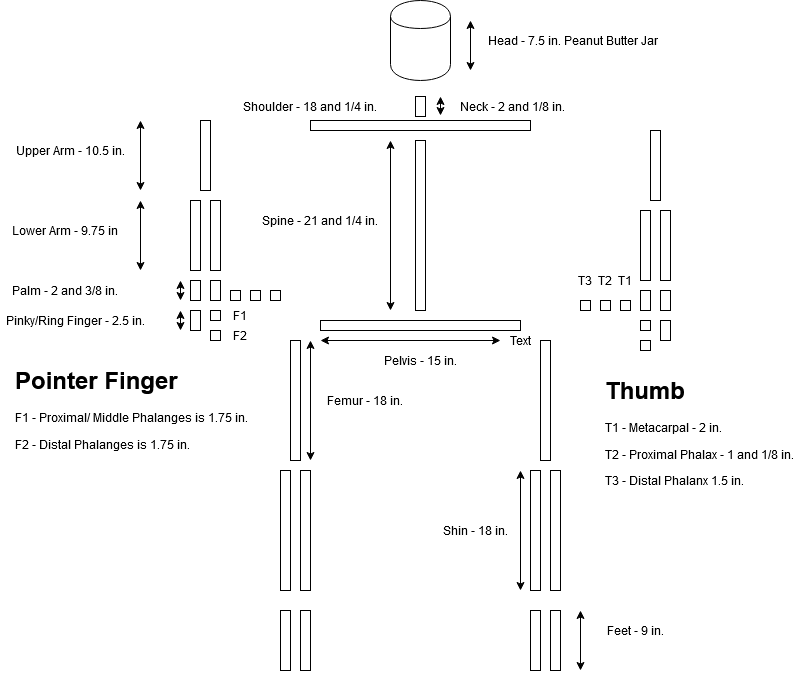 Head - 7.5 in. Peanut Butter Jar
Shoulder - 18 and 1/4 in.
Neck - 2 and 1/8 in.
Upper Arm - 10.5 in.
Spine - 21 and 1/4 in.
Lower Arm - 9.75 in
T3 T2 T1
Palm - 2 and 3/8 in.
Pinky/Ring Finger - 2.5 in.
F1
F2
Text
Pelvis - 15 in.
Pointer Finger
F1 - Proximal/ Middle Phalanges is 1.75 in.
F2 - Distal Phalanges is 1.75 in.
Femur - 18 in.
Thumb
T1 - Metacarpal - 2 in.
T2 - Proximal Phalax - 1 and 1/8 in.
T3 - Distal Phalanx 1.5 in.
Shin - 18 in.
Feet - 9 in.